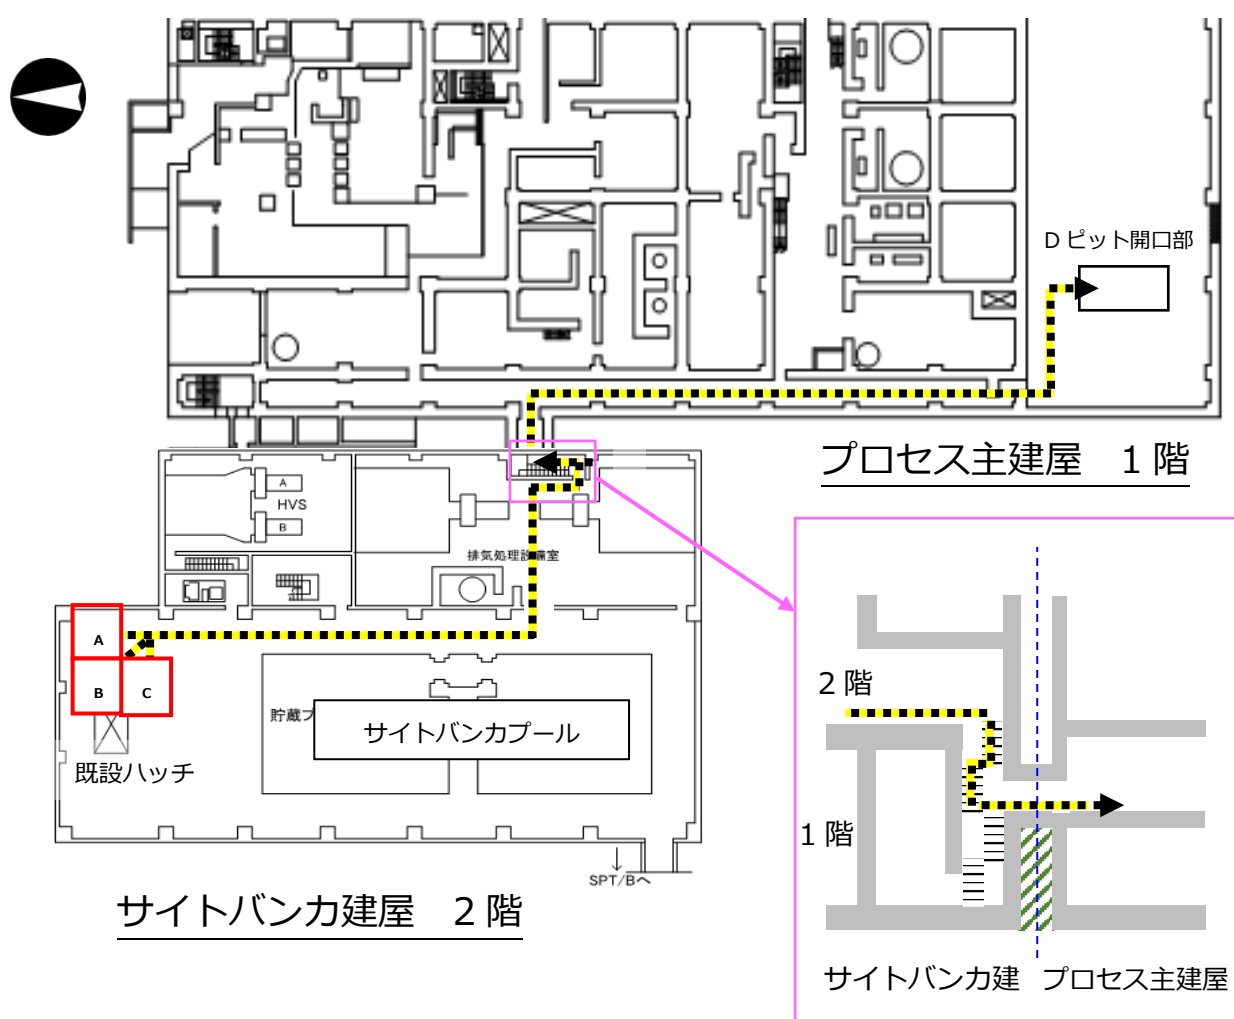 Dピット開口部
プロセス主建屋　1階
A
HVS
B
排気処理設備室
A
B
C
貯蔵プ
サイトバンカプール
既設ハッチ
SPT/Bへ
サイトバンカ建屋　2階
2階
1階
サイトバンカ建
プロセス主建屋